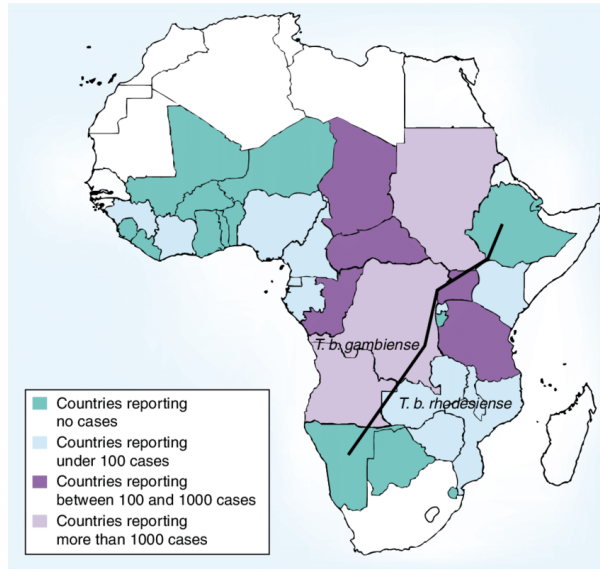 T. b. gambiense
T. b. rhodesiense
Countries reporting
no cases
Countries reporting
under 100 cases
Countries reporting
between 100 and 1000 cases
Countries reporting
more than 1000 cases